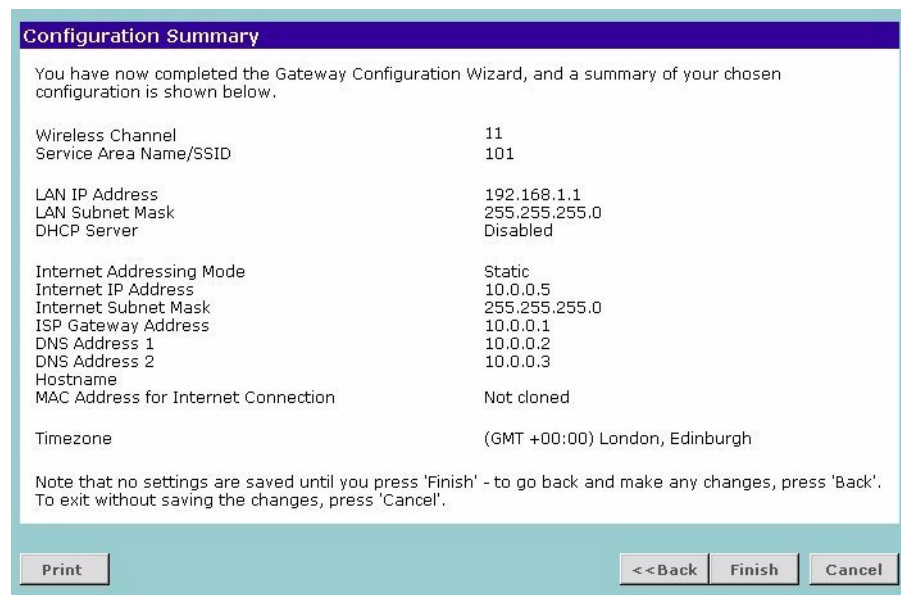 Configuration Summary
You have now completed the Gateway Configuration Wizard, and a summary of your chosen
configuration is shown below.
Wireless Channel 11
Service Area Name/SSID 101
LAN IP Address 192.168.1.1
LAN Subnet Mask 255.255.255.0
DHCP Server Disabled
Internet Addressing Mode Static
Internet IP Address 10.0.0.5
Internet Subnet Mask 255.255.255.0
ISP Gateway Address 10.0.0.1
DNS Address 1 10.0.0.2
DNS Address 2 10.0.0.3
Hostname
MAC Address for Internet Connection Not cloned
Timezone (GMT +00:00) London, Edinburgh
Note that no settings are saved until you press 'Finish' - to go back and make any changes, press 'Back'.
To exit without saving the changes, press 'Cancel'.
Print <<Back Finish Cancel